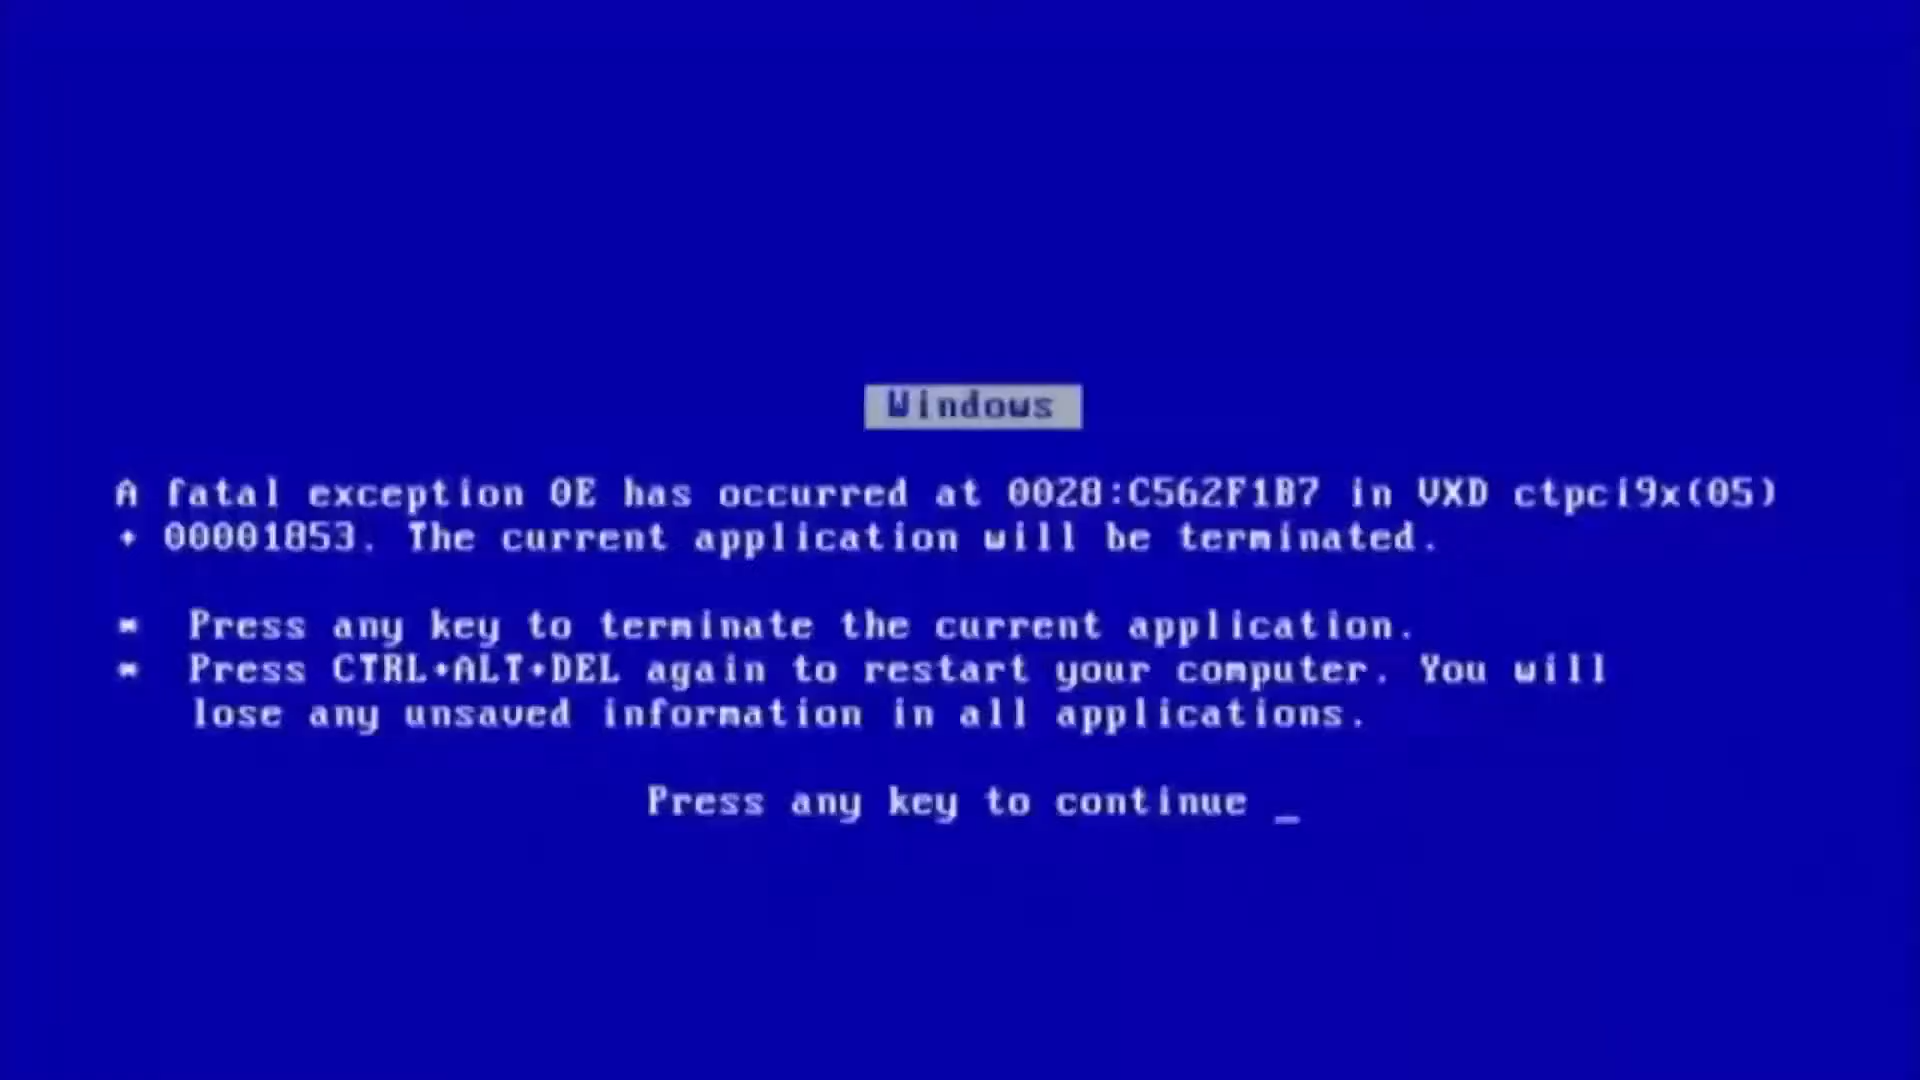 Windows
A fatal exception 0E has occurred at 0028:C562F1B7 in VXD ctpci9x(05)
+ 00001853. The current application will be terminated.
* Press any key to terminate the current application.
* Press CTRL+ALT+DEL again to restart your computer. You will
lose any unsaved information in all applications.
Press any key to continue _